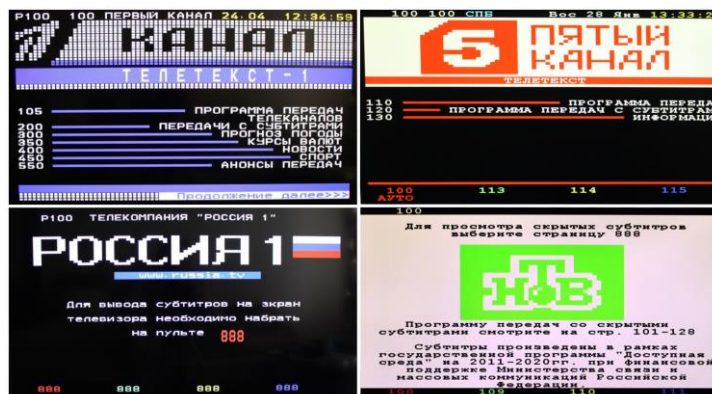 P100 100 ПЕРВЫЙ КАНАЛ 24.04 12:34:59
КАНАЛ
ТЕЛЕТЕКСТ-1
105 ПРОГРАММА ПЕРЕДАЧ
ТЕЛЕКАНАЛОВ
200 ПЕРЕДАЧИ С СУБТИТРАМИ
300 ПРОГНОЗ ПОГОДЫ
350 КУРСЫ ВАЛЮТ
400 НОВОСТИ
450 СПОРТ
550 АНОНСЫ ПЕРЕДАЧ
Продолжение далее>>>
100 100 СПБ Вос 28 Янв 13:33:2
5 ПЯТЫЙ
КАНАЛ
ТЕЛЕТЕКСТ
110 ПРОГРАММА ПЕРЕДА
120 ПРОГРАММА ПЕРЕДАЧ С СУБТИТРАМ
130 ИНФОРМАЦИ
100 113 114 115
АУТО
P100 ТЕЛЕКОМПАНИЯ "РОССИЯ 1"
РОССИЯ 1
www.russia.tv
Для вывода субтитров на экран
телевизора необходимо набрать
на пульте 888
888 888 888 888
100
Для просмотра скрытых субтитров
выберите страницу 888
НТВ
Программу передач со скрытыми
субтитрами смотрите на стр. 101-128
Субтитры произведены в рамках
государственной программы "Доступная
среда" на 2011-2020гг. при финансовой
поддержке Министерства связи и
массовых коммуникаций Российской
Федерации.
100 109 110 111